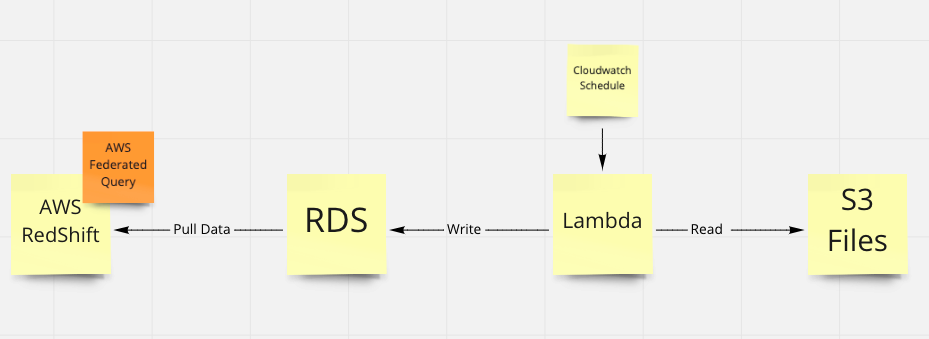 Cloudwatch
Schedule
AWS
Federated
Query
AWS
RedShift
Pull Data
RDS
Write
Lambda
Read
S3
Files